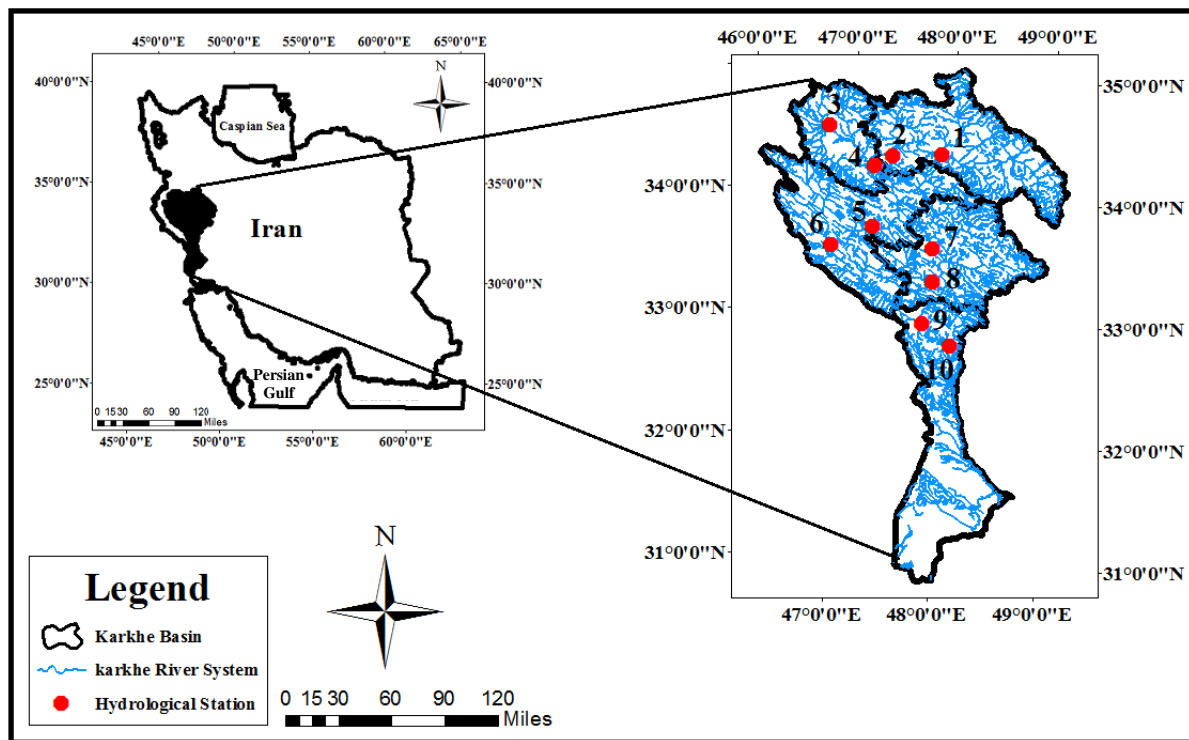 45°0'0"E 50°0'0"E 55°0'0"E 60°0'0"E 65°0'0"E
40°0'0"N
40°0'0"N
N
Caspian Sea
35°0'0"N
35°0'0"N
Iran
30°0'0"N
30°0'0"N
25°0'0"N
25°0'0"N
Persian
Gulf
0 15 30 60 90 120
Miles
45°0'0"E 50°0'0"E 55°0'0"E 60°0'0"E
46°0'0"E 47°0'0"E 48°0'0"E 49°0'0"E
35°0'0"N
3
2
1
4
34°0'0"N
34°0'0"N
5
6
7
8
33°0'0"N
33°0'0"N
9
10
32°0'0"N
32°0'0"N
31°0'0"N
31°0'0"N
47°0'0"E 48°0'0"E 49°0'0"E
Legend
Karkhe Basin
karkhe River System
Hydrological Station
N
0 15 30 60 90 120
Miles